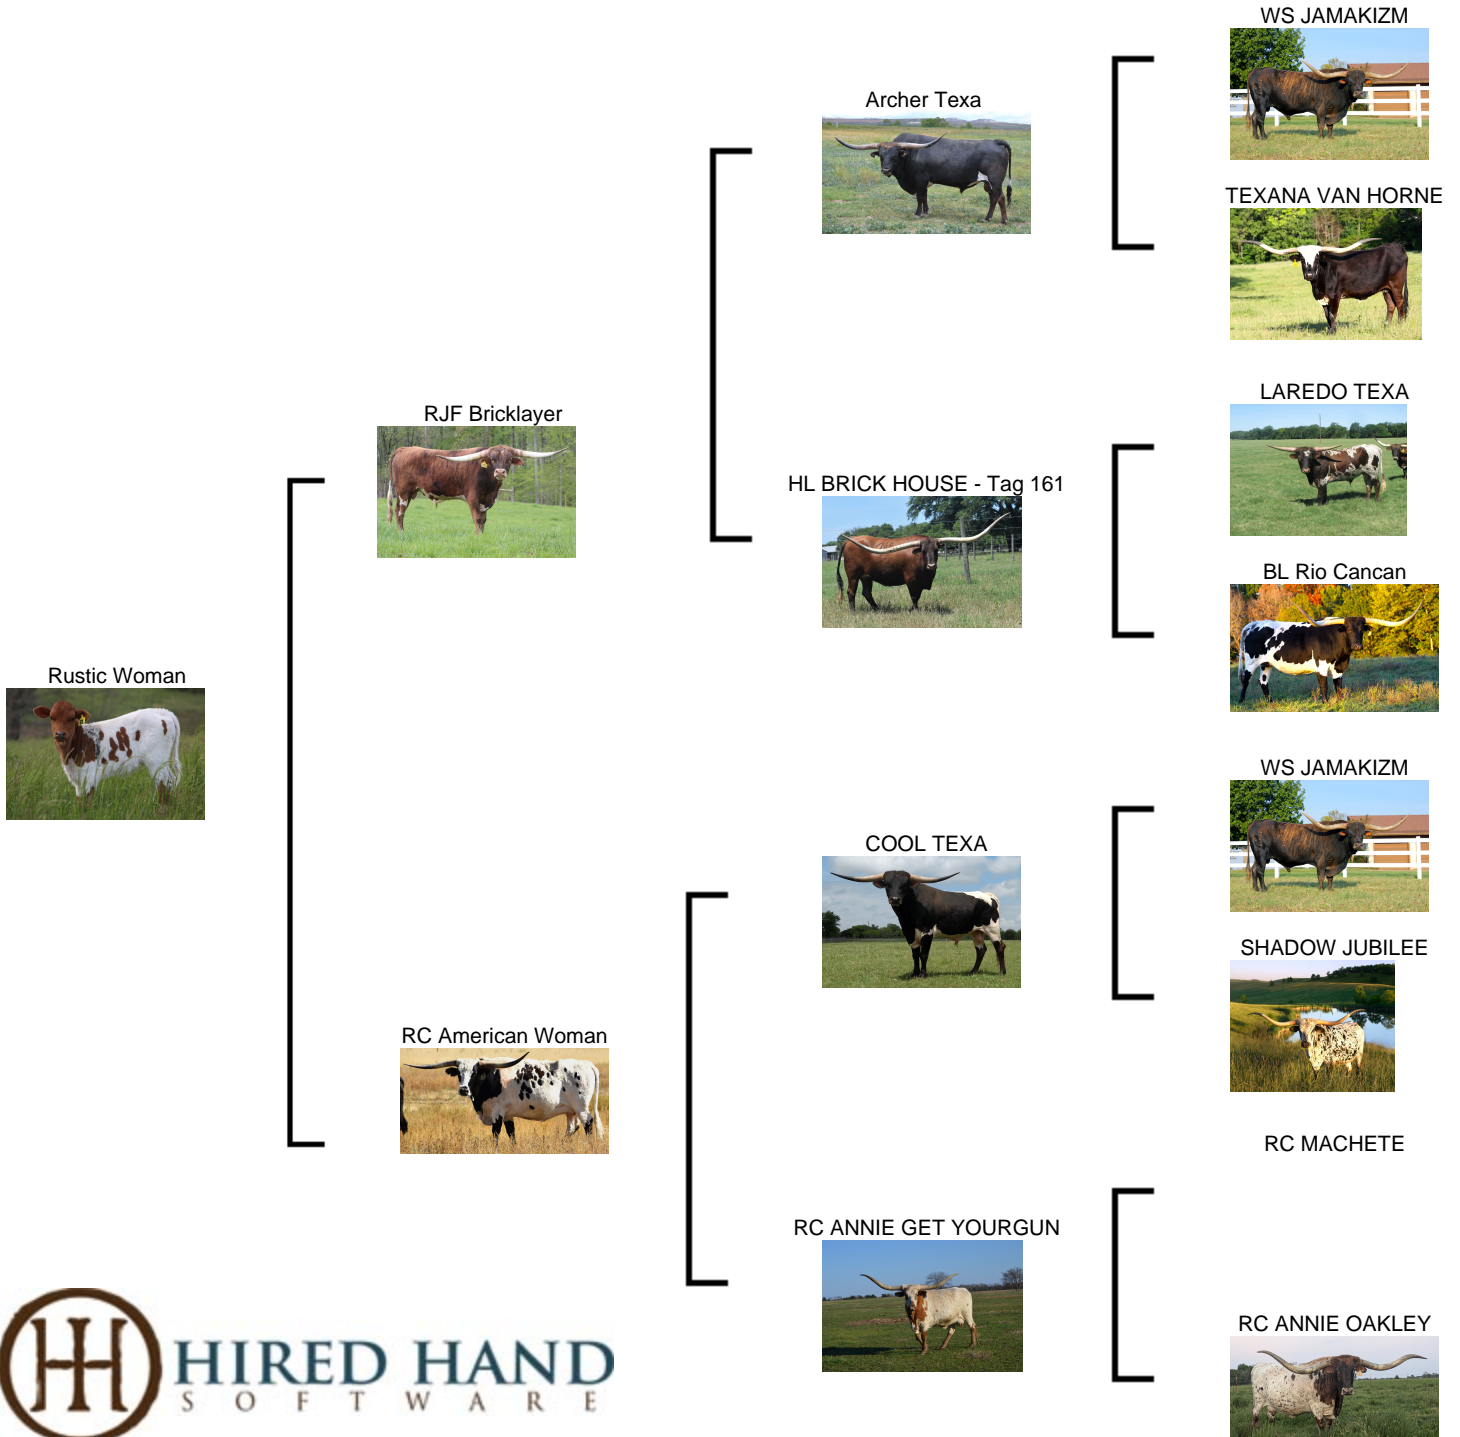 WS JAMAKIZM
Archer Texa
TEXANA VAN HORNE
LAREDO TEXA
RJF Bricklayer
HL BRICK HOUSE - Tag 161
BL Rio Cancan
Rustic Woman
WS JAMAKIZM
COOL TEXA
SHADOW JUBILEE
RC American Woman
RC MACHETE
RC ANNIE GET YOURGUN
RC ANNIE OAKLEY
HIRED HAND
SOFTWARE